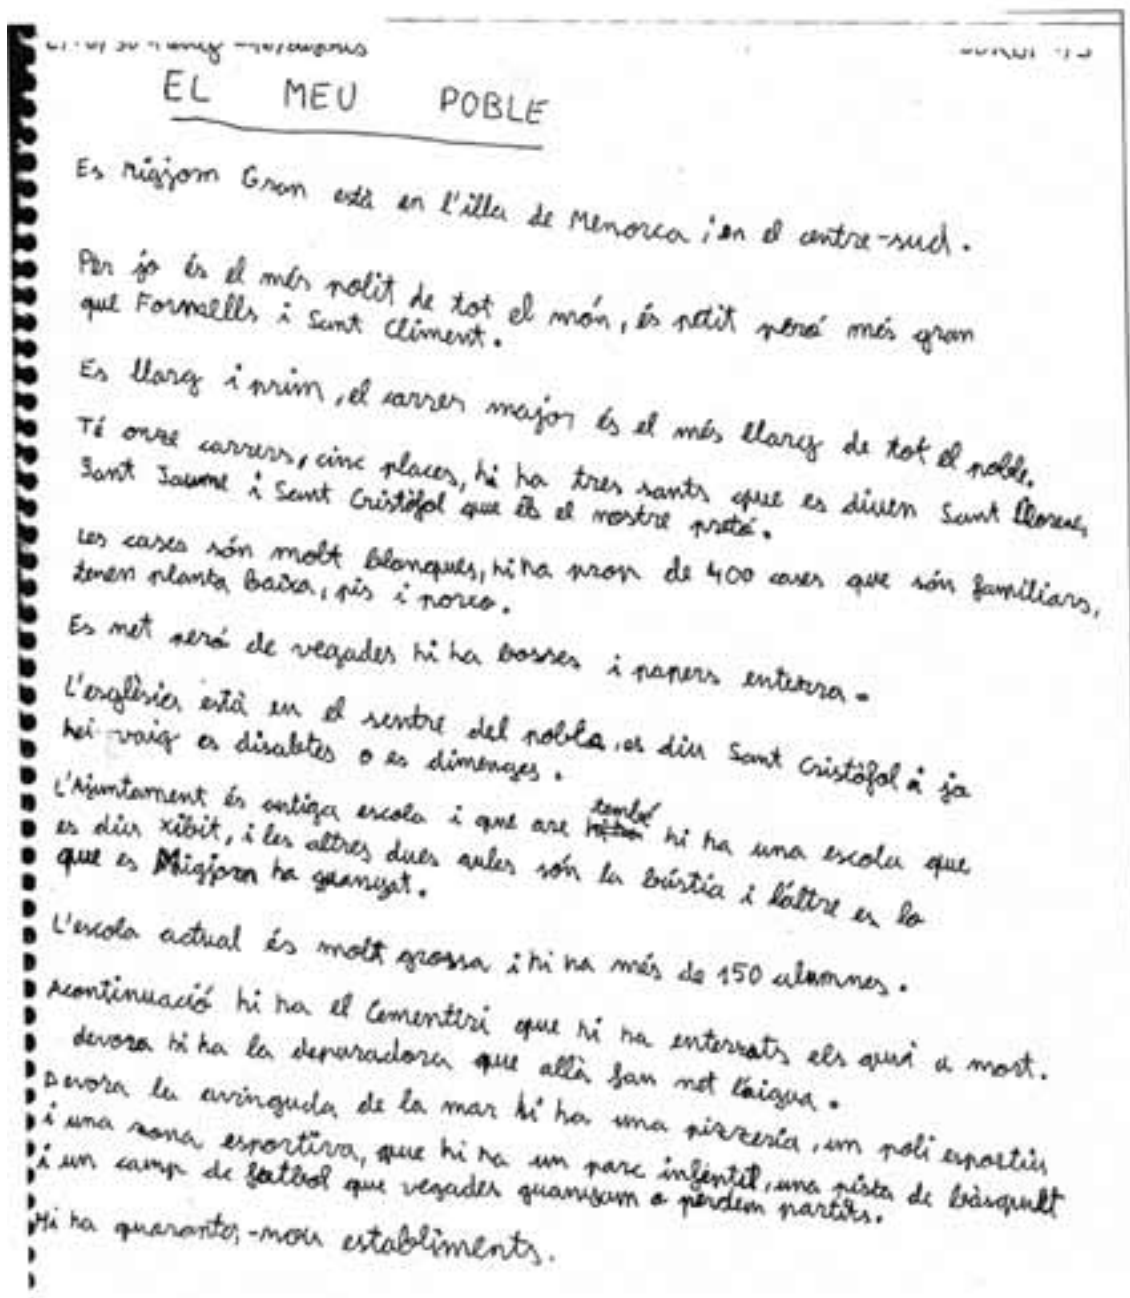 EL MEU POBLE
Es Migjorn Gran està en l'illa de Menorca i en el centre-sud.
Per jo és el més polit de tot el món, és petit peró més gran
que Fornells i Sant Climent.
Es llarg i prim, el carrer major és el més llarg de tot el poble.
Té onze carrers, cinc places, hi ha tres sants que es diuen Sant Llorenç,
Sant Jaume i Sant Cristòfol que és el nostre
Les cases són molt blanques, hi ha prop de 400 cases que són familiars,
tenen planta baixa, pis i porco.
Es net peró de vegades hi ha bosses i papers enterra.
L'esglèsia està en el sentre del pobla, es diu Sant Cristòfol i jo
hei vaig es disabtes o es dimenges.
L'Ajuntament és antiga escola i que are també hi ha una escola que
es diu Xibit, i les altres dues aules són la bústia i l'altre es lo
que es Migjorn ha guanyat.
L'escola actual és molt grossa i hi ha més de 150 alumnes.
Acontinuació hi ha el Cementiri que hi ha enterrats els qui a mort.
devora hi ha la depuradora que allà fan net l'aigua.
Devora la avinguda de la mar hi ha una pizzeria, un poli esportiu
i una zona esportiva, que hi ha un parc infantil, una pista de bàsquet
i un camp de futbol que vegades guanyam o perdem partits.
Hi ha quaranta-nou establiments.